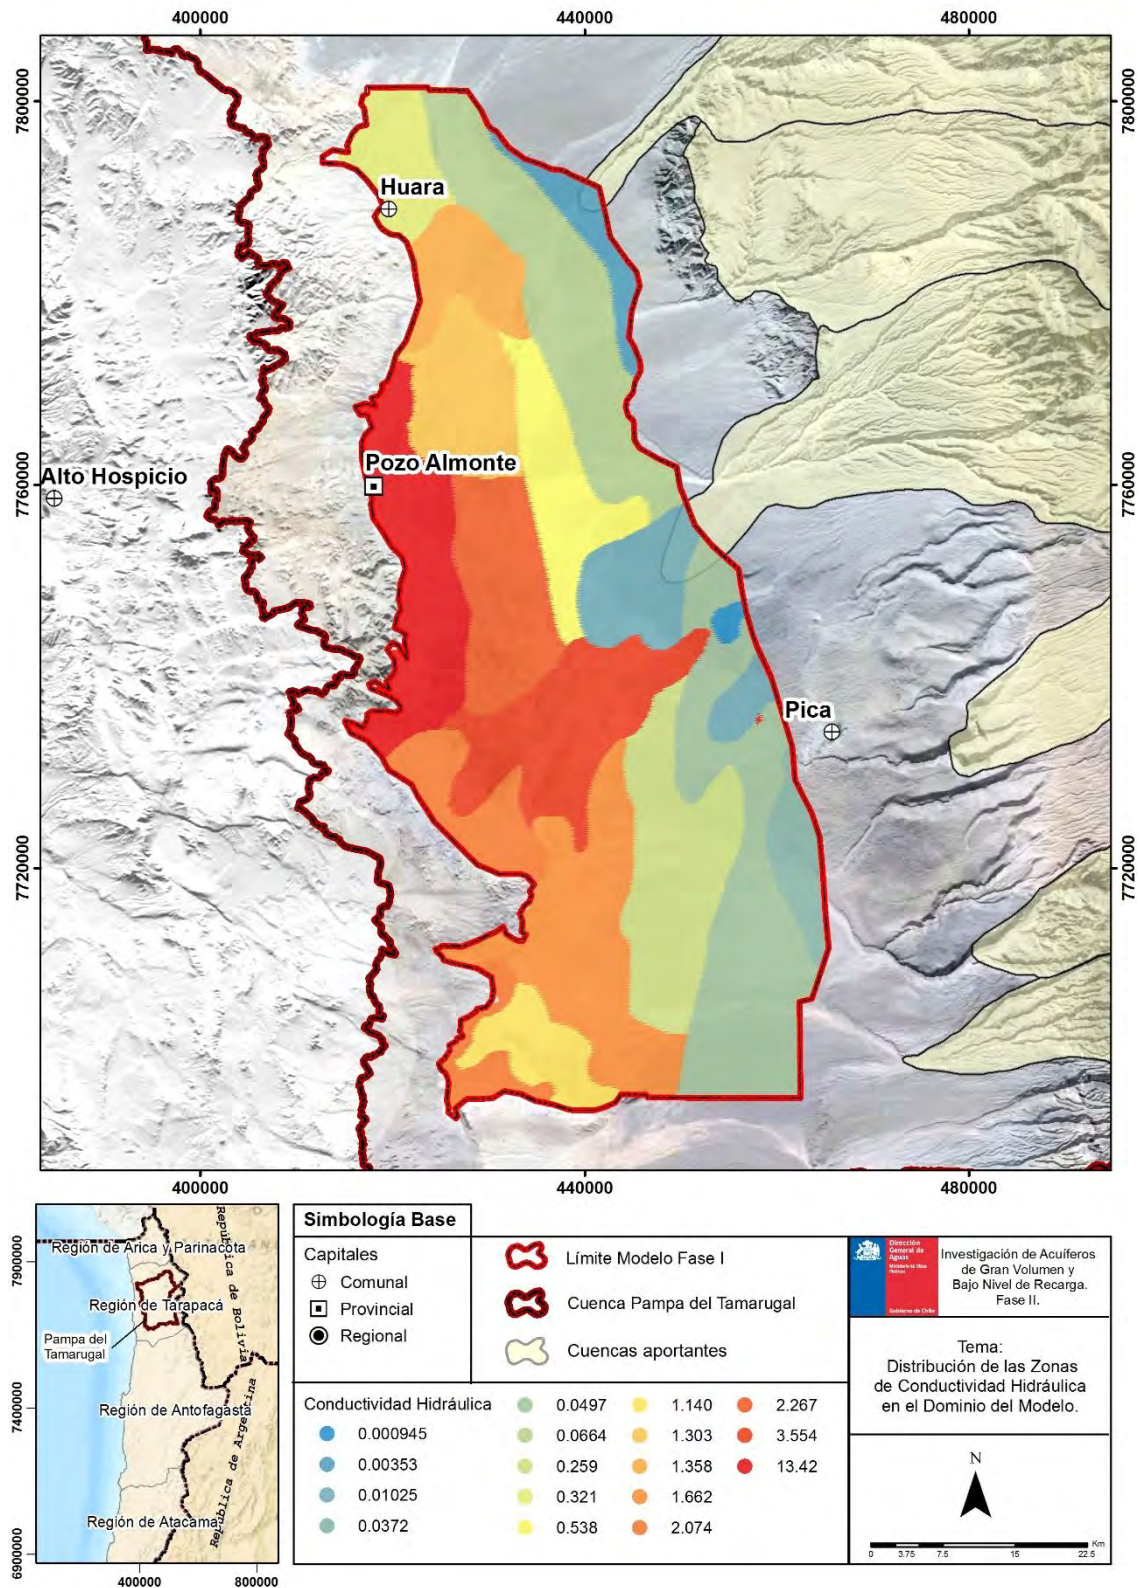 400000
440000
480000
7800000
7800000
Huara
Pozo Almonte
Alto Hospicio
7760000
7760000
Pica
7720000
7720000
400000
440000
480000
Región de Arica y Parinacota
República de Bolivia
7900000
Región de Tarapacá
Pampa del
Tamarugal
7400000
Región de Antofagasta
República de Argentina
Región de Atacama
6900000
400000
800000
Simbología Base
Capitales
Comunal
Provincial
Regional
Límite Modelo Fase I
Cuenca Pampa del Tamarugal
Cuencas aportantes
Conductividad Hidráulica
0.000945
0.00353
0.01025
0.0372
0.0497
0.0664
0.259
0.321
0.538
1.140
1.303
1.358
1.662
2.074
2.267
3.554
13.42
Dirección
General de
Aguas
Gobierno de Chile
Investigación de Acuíferos
de Gran Volumen y
Bajo Nivel de Recarga.
Fase II.
Tema:
Distribución de las Zonas
de Conductividad Hidráulica
en el Dominio del Modelo.
N
Km
0 3.75 7.5 15 22.5